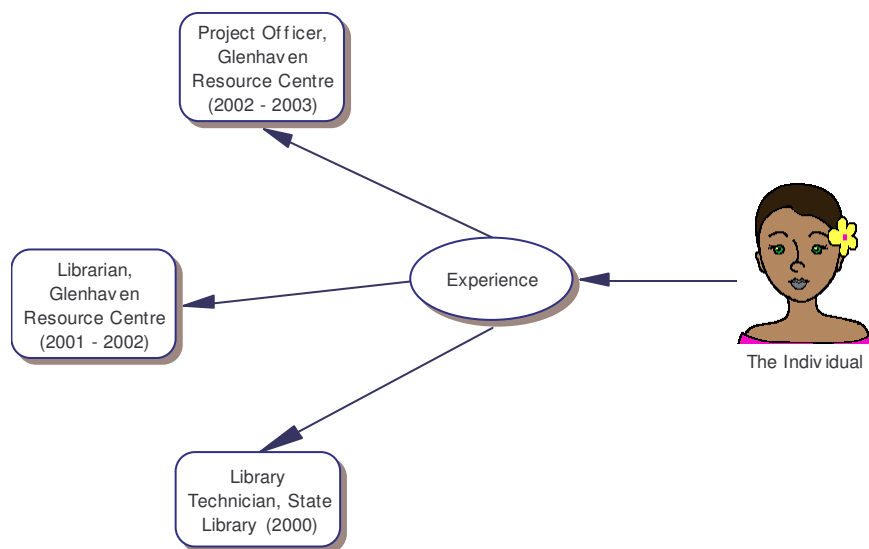 Project Officer,
Glenhaven
Resource Centre
(2002 - 2003)
Librarian,
Glenhaven
Resource Centre
(2001 - 2002)
Experience
The Individual
Library
Technician, State
Library (2000)